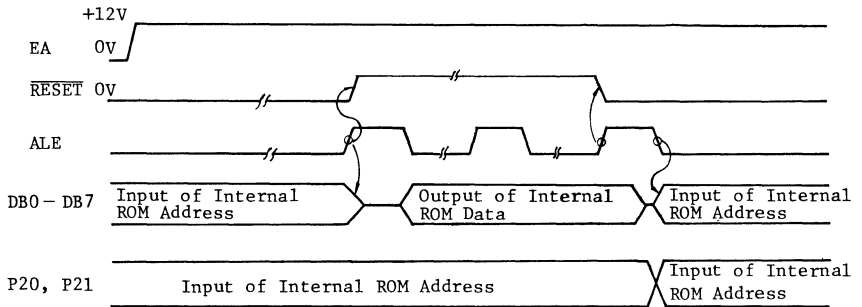 +12V
EA 0V
RESET 0V
ALE
DB0 - DB7
Input of Internal
ROM Address
Output of Internal
ROM Data
Input of Internal
ROM Address
P20, P21
Input of Internal ROM Address
Input of Internal
ROM Address